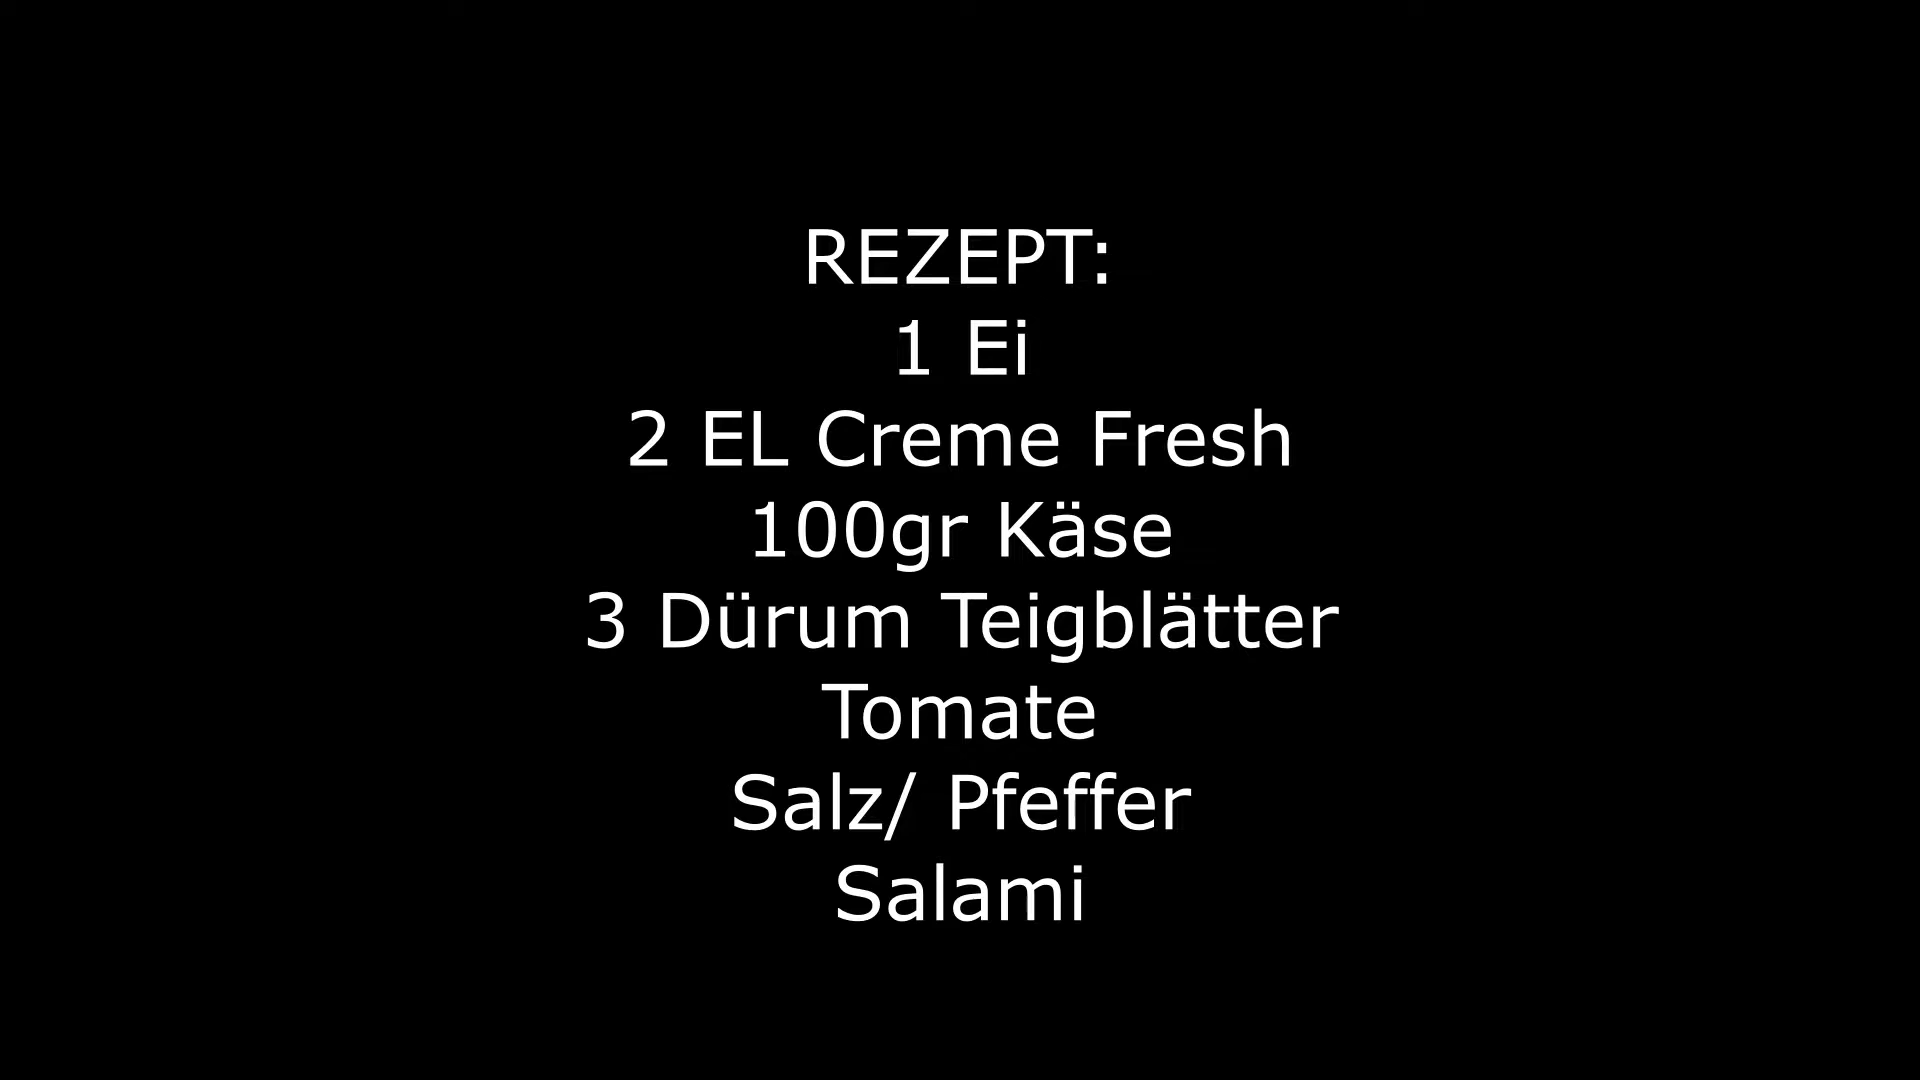 REZEPT:
1 Ei
2 EL Creme Fresh
100gr Käse
3 Dürum Teigblätter
Tomate
Salz/ Pfeffer
Salami